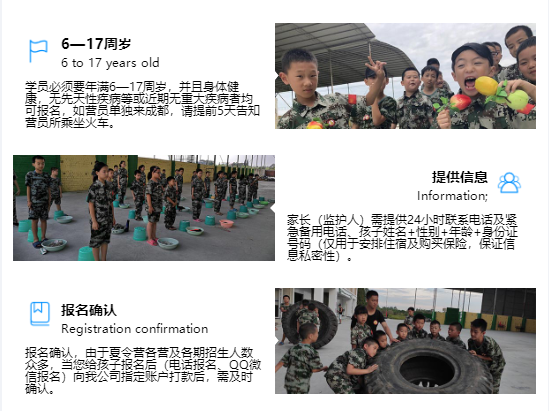 6—17周岁
6 to 17 years old
学员必须要年满6—17周岁，并且身体健
康，无先天性疾病等或近期无重大疾病者均
可报名，如营员单独来成都，请提前5天告知
营员所乘坐火车。
提供信息
Information;
家长（监护人）需提供24小时联系电话及紧
急备用电话、孩子姓名+性别+年龄+身份证
号码（仅用于安排住宿及购买保险，保证信
息私密性）。
报名确认
Registration confirmation
报名确认，由于夏令营各营及各期招生人数
众多，当您给孩子报名后（电话报名、QQ微
信报名）向我公司指定账户打款后，需及时
确认。